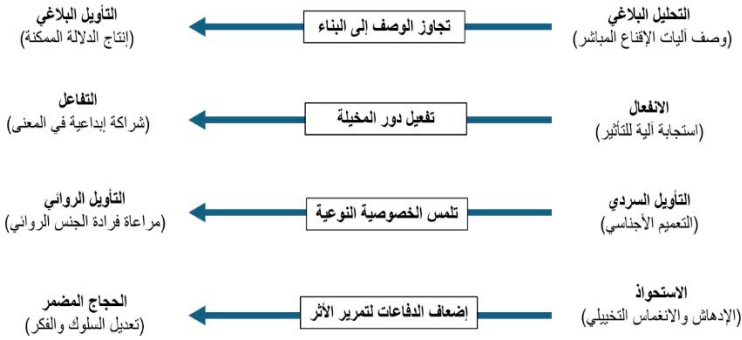 التحليل البلاغي
(وصف آليات الإقناع المباشر)
تجاوز الوصف إلى البناء
التأويل البلاغي
(إنتاج الدلالة الممكنة)
الانفعال
(استجابة آلية للتأثير)
تفعيل دور المخيلة
التفاعل
(شراكة إبداعية في المعنى)
التأويل السردي
(التعميم الأجناسي)
تلمس الخصوصية النوعية
التأويل الروائي
(مراعاة فرادة الجنس الروائي)
الاستحواذ
(الإدهاش والانغماس التخييلي)
إضعاف الدفاعات لتمرير الأثر
الحجاج المضمر
(تعديل السلوك والفكر)